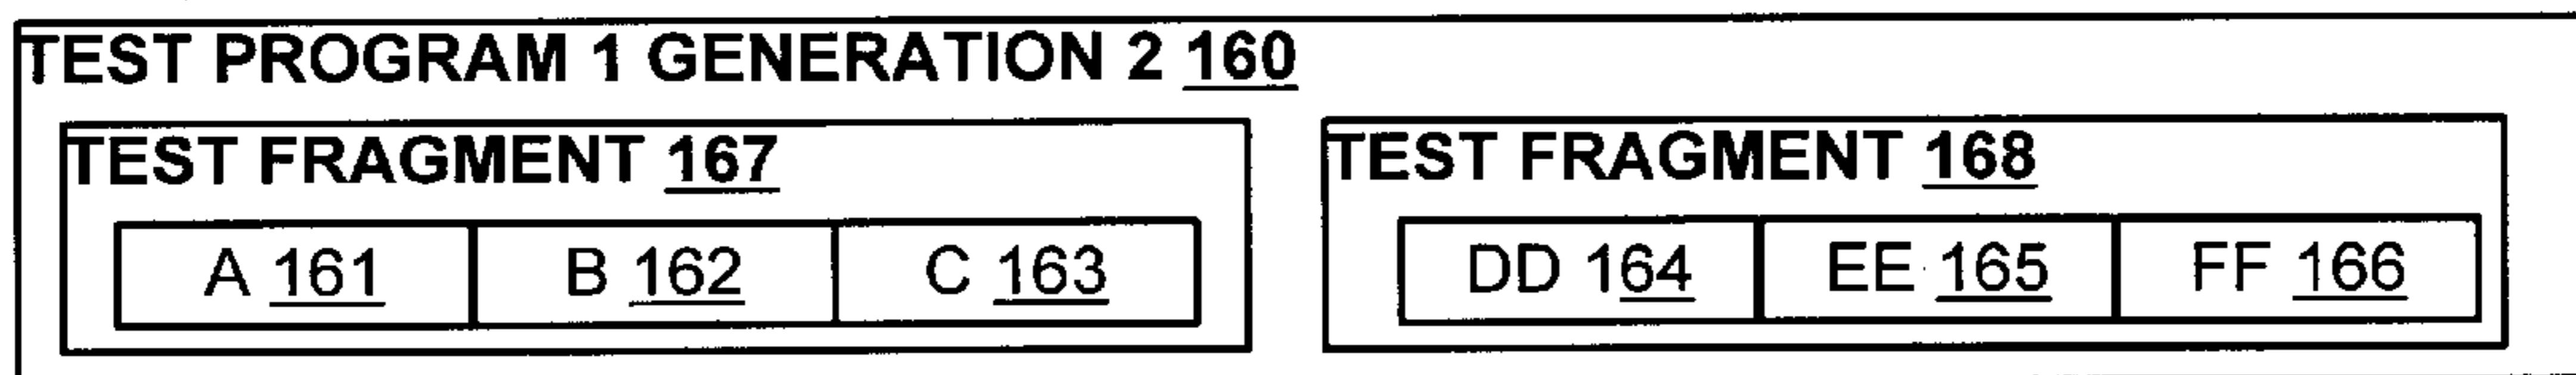 TEST PROGRAM 1 GENERATION 2 160
TEST FRAGMENT 167
TEST FRAGMENT 168
A 161
B 162
C 163
DD 164
EE 165
FF 166